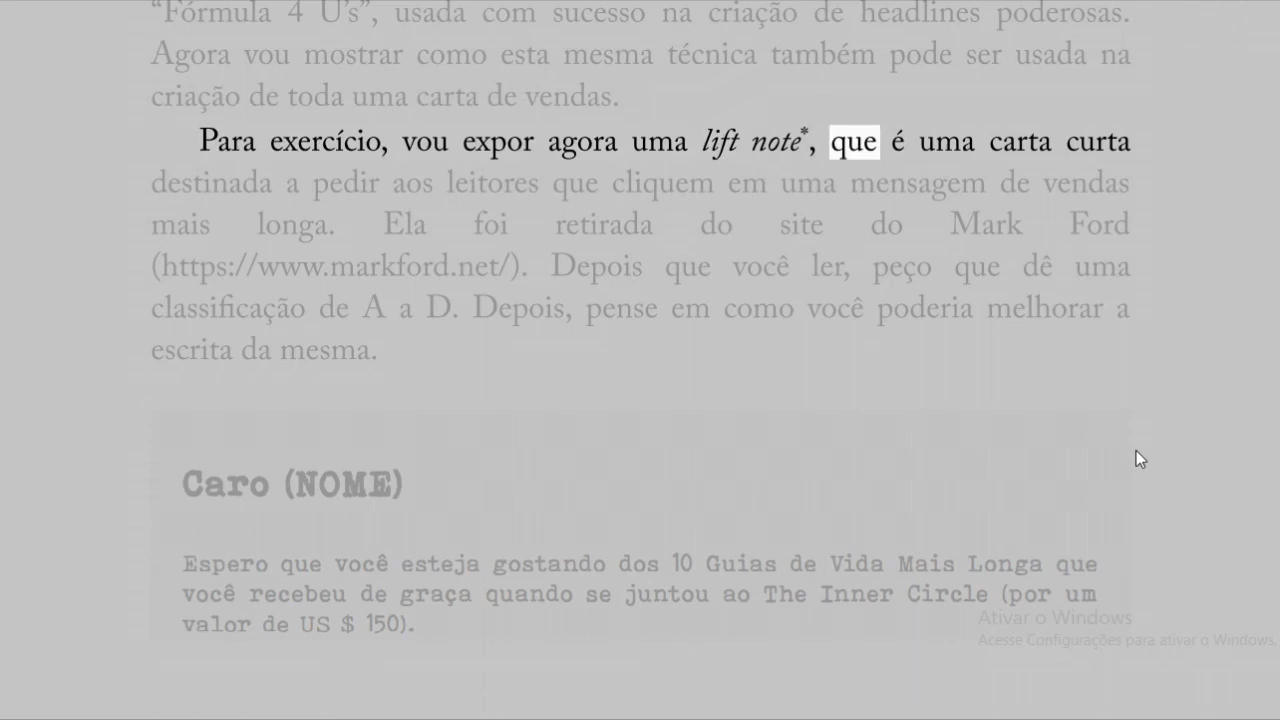 “Fórmula 4 U’s”, usada com sucesso na criação de headlines poderosas.
Agora vou mostrar como esta mesma técnica também pode ser usada na
criação de toda uma carta de vendas.
Para exercício, vou expor agora uma lift note*, que é uma carta curta
destinada a pedir aos leitores que cliquem em uma mensagem de vendas
mais longa. Ela foi retirada do site do Mark Ford
(https://www.markford.net/). Depois que você ler, peço que dê uma
classificação de A a D. Depois, pense em como você poderia melhorar a
escrita da mesma.
Caro (NOME)
Espero que você esteja gostando dos 10 Guias de Vida Mais Longa que
você recebeu de graça quando se juntou ao The Inner Circle (por um
valor de US $ 150).
Ativar o Windows
Acesse Configurações para ativar o Windows.